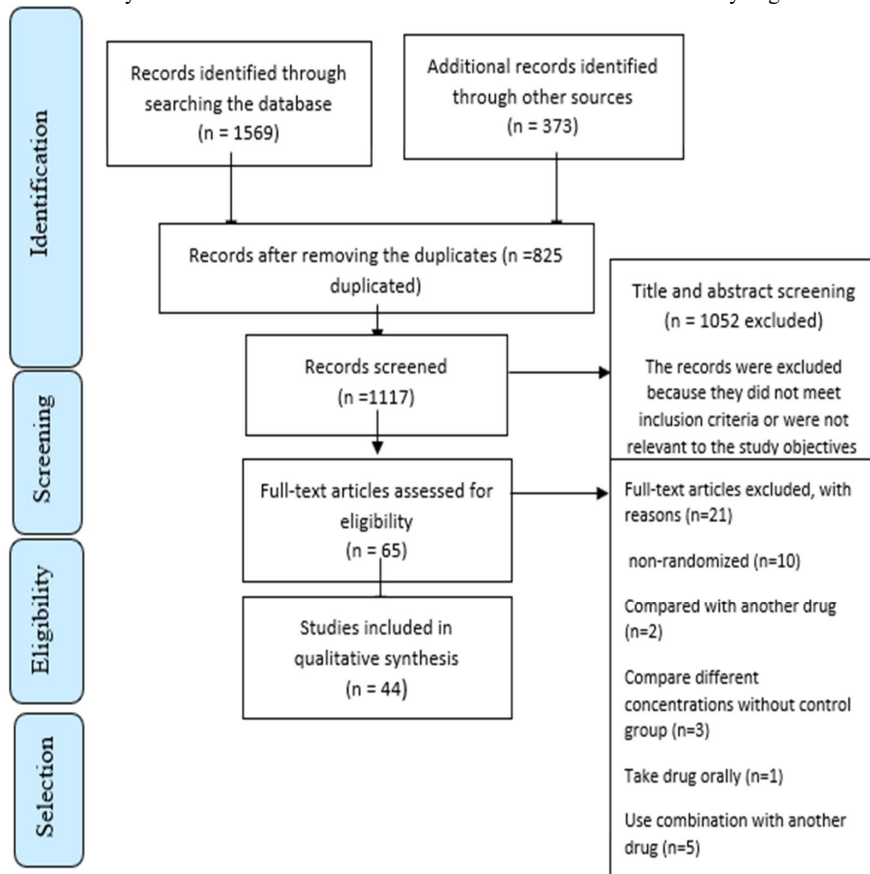 Identification
Records identified through
searching the database
(n = 1569)
Additional records identified
through other sources
(n = 373)
Records after removing the duplicates (n =825
duplicated)
Title and abstract screening
(n = 1052 excluded)
The records were excluded
because they did not meet
inclusion criteria or were not
relevant to the study objectives
Records screened
(n =1117)
Screening
Full-text articles assessed for
eligibility
(n = 65)
Full-text articles excluded, with
reasons (n=21)
non-randomized (n=10)
Compared with another drug
(n=2)
Compare different
concentrations without control
group (n=3)
Take drug orally (n=1)
Use combination with another
drug (n=5)
Eligibility
Studies included in
qualitative synthesis
(n = 44)
Selection